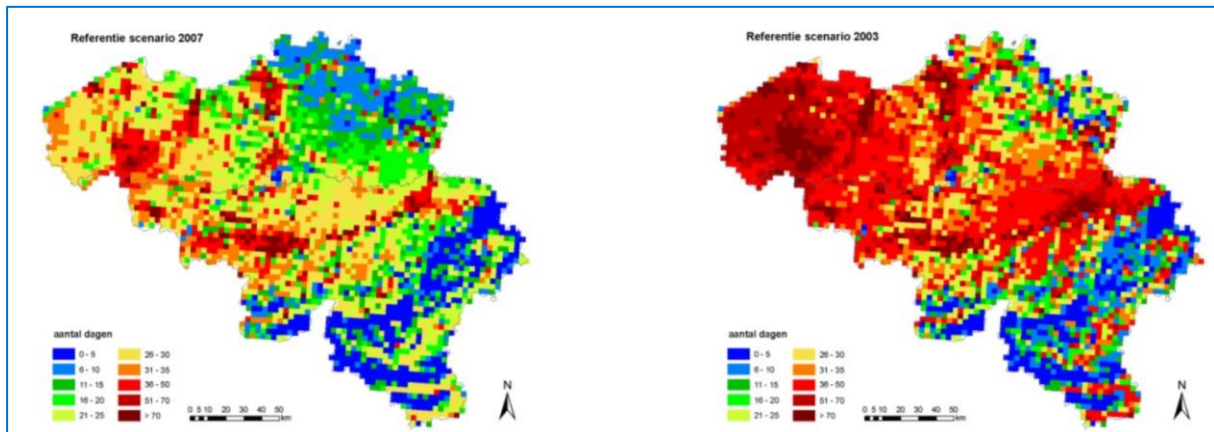 Referentie scenario 2007
aantal dagen
0 - 5
6 - 10
11 - 15
16 - 20
21 - 25
26 - 30
31 - 35
36 - 50
51 - 70
> 70
0 5 10 20 30 40 50
km
N
Referentie scenario 2003
aantal dagen
0 - 5
6 - 10
11 - 15
16 - 20
21 - 25
26 - 30
31 - 35
36 - 50
51 - 70
> 70
0 5 10 20 30 40 50
km
N